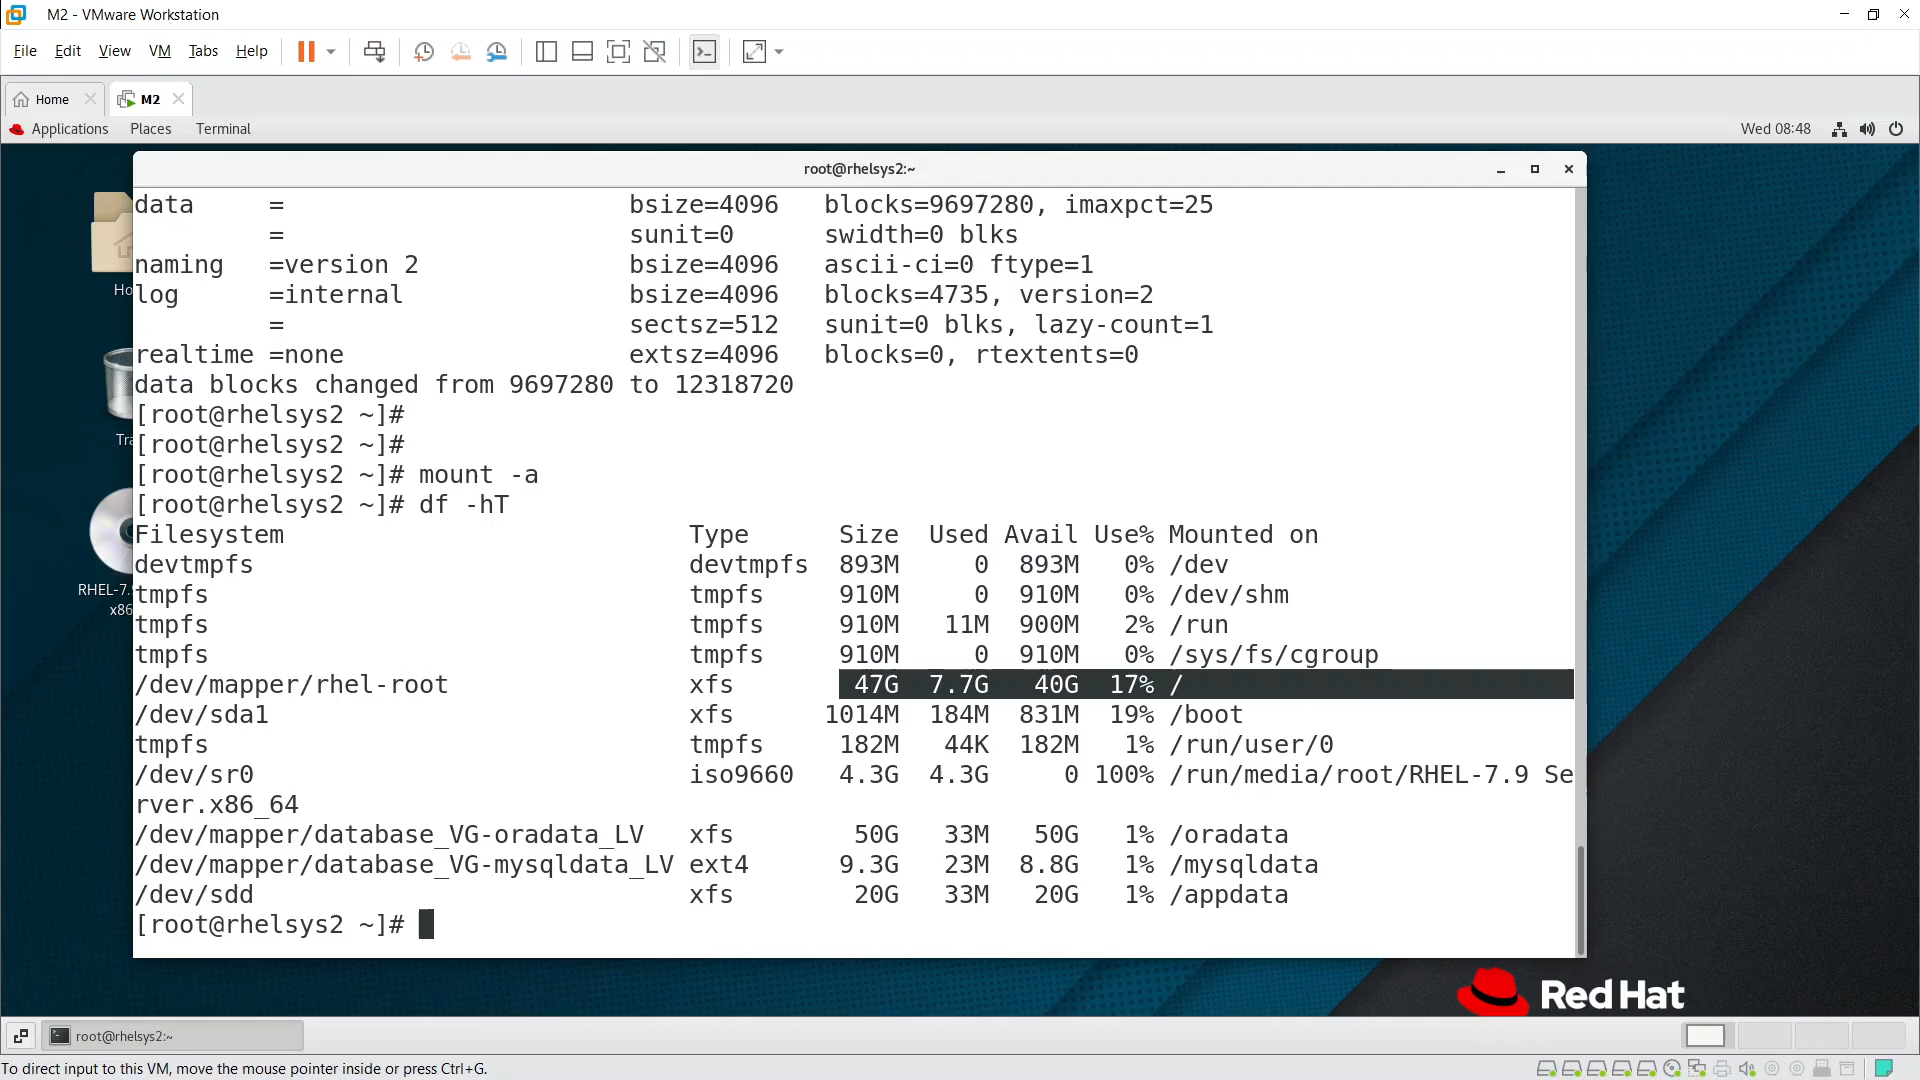 M2 - VMware Workstation
File Edit View VM Tabs Help
Home M2
Applications Places Terminal Wed 08:48
root@rhelsys2:~
data     =                       bsize=4096   blocks=9697280, imaxpct=25
         =                       sunit=0      swidth=0 blks
naming   =version 2              bsize=4096   ascii-ci=0 ftype=1
log      =internal               bsize=4096   blocks=4735, version=2
         =                       sectsz=512   sunit=0 blks, lazy-count=1
realtime =none                   extsz=4096   blocks=0, rtextents=0
data blocks changed from 9697280 to 12318720
[root@rhelsys2 ~]#
[root@rhelsys2 ~]#
[root@rhelsys2 ~]# mount -a
[root@rhelsys2 ~]# df -hT
Filesystem                           Type      Size  Used Avail Use% Mounted on
devtmpfs                             devtmpfs  893M     0  893M   0% /dev
tmpfs                                tmpfs     910M     0  910M   0% /dev/shm
tmpfs                                tmpfs     910M   11M  900M   2% /run
tmpfs                                tmpfs     910M     0  910M   0% /sys/fs/cgroup
/dev/mapper/rhel-root                xfs        47G  7.7G   40G  17% /
/dev/sda1                            xfs      1014M  184M  831M  19% /boot
tmpfs                                tmpfs     182M   44K  182M   1% /run/user/0
/dev/sr0                             iso9660   4.3G  4.3G     0 100% /run/media/root/RHEL-7.9 Se
rver.x86_64
/dev/mapper/database_VG-oradata_LV   xfs        50G   33M   50G   1% /oradata
/dev/mapper/database_VG-mysqldata_LV ext4      9.3G   23M  8.8G   1% /mysqldata
/dev/sdd                             xfs        20G   33M   20G   1% /appdata
[root@rhelsys2 ~]#
Ho
Tra
RHEL-7.
x86
Red Hat
root@rhelsys2:~
To direct input to this VM, move the mouse pointer inside or press Ctrl+G.